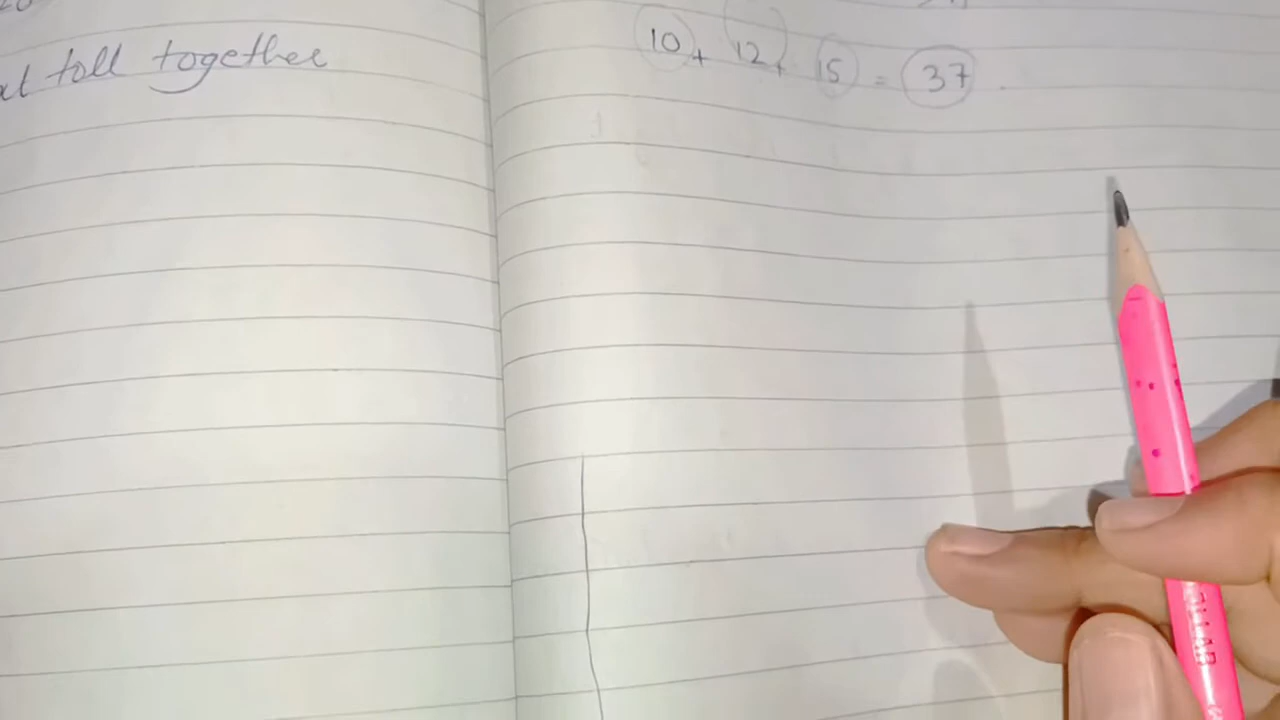 toll together
10 + 12 + 15 = 37